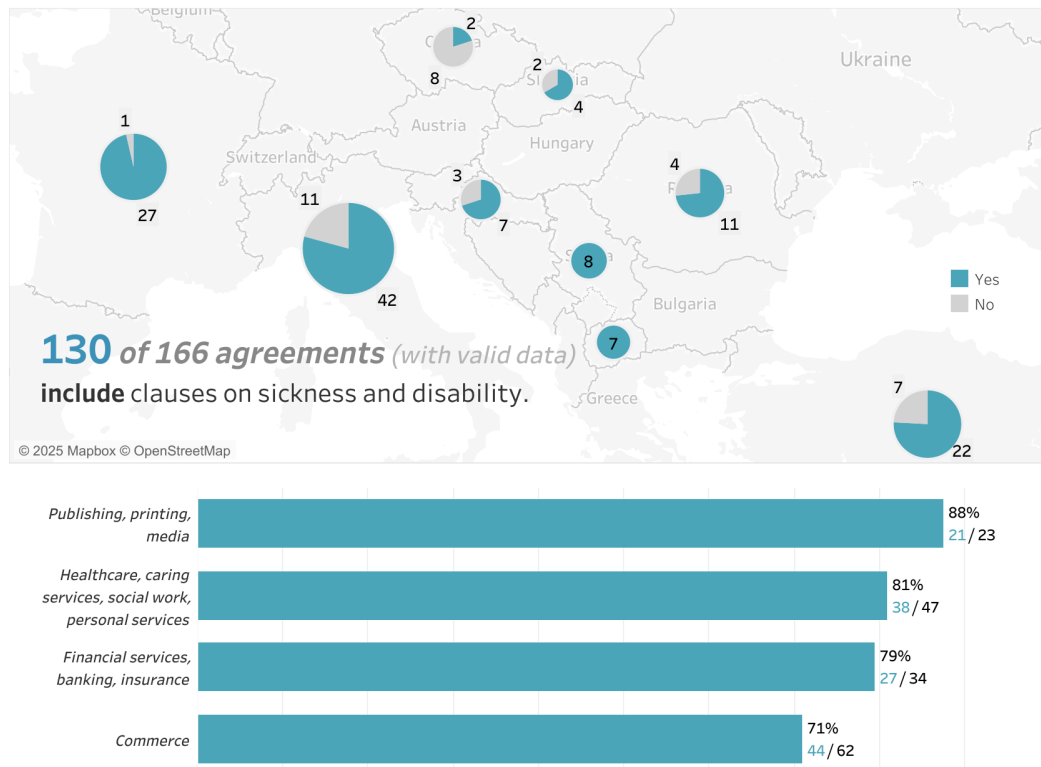 Belgium
2
8
Ukraine
2
4
1
Austria
Hungary
Switzerland
27
3
7
4
11
11
42
8
Yes
No
Bulgaria
7
130 of 166 agreements (with valid data)
include clauses on sickness and disability.
Greece
7
22
© 2025 Mapbox © OpenStreetMap
Publishing, printing,
media
88%
21 / 23
Healthcare, caring
services, social work,
personal services
81%
38 / 47
Financial services,
banking, insurance
79%
27 / 34
Commerce
71%
44 / 62